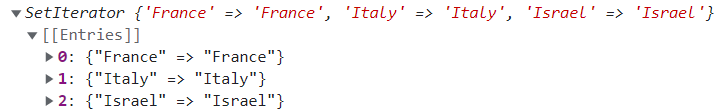 ▼SetIterator {'France' => 'France', 'Italy' => 'Italy', 'Israel' => 'Israel'}
▼[[Entries]]
▶0: {"France" => "France"}
▶1: {"Italy" => "Italy"}
▶2: {"Israel" => "Israel"}